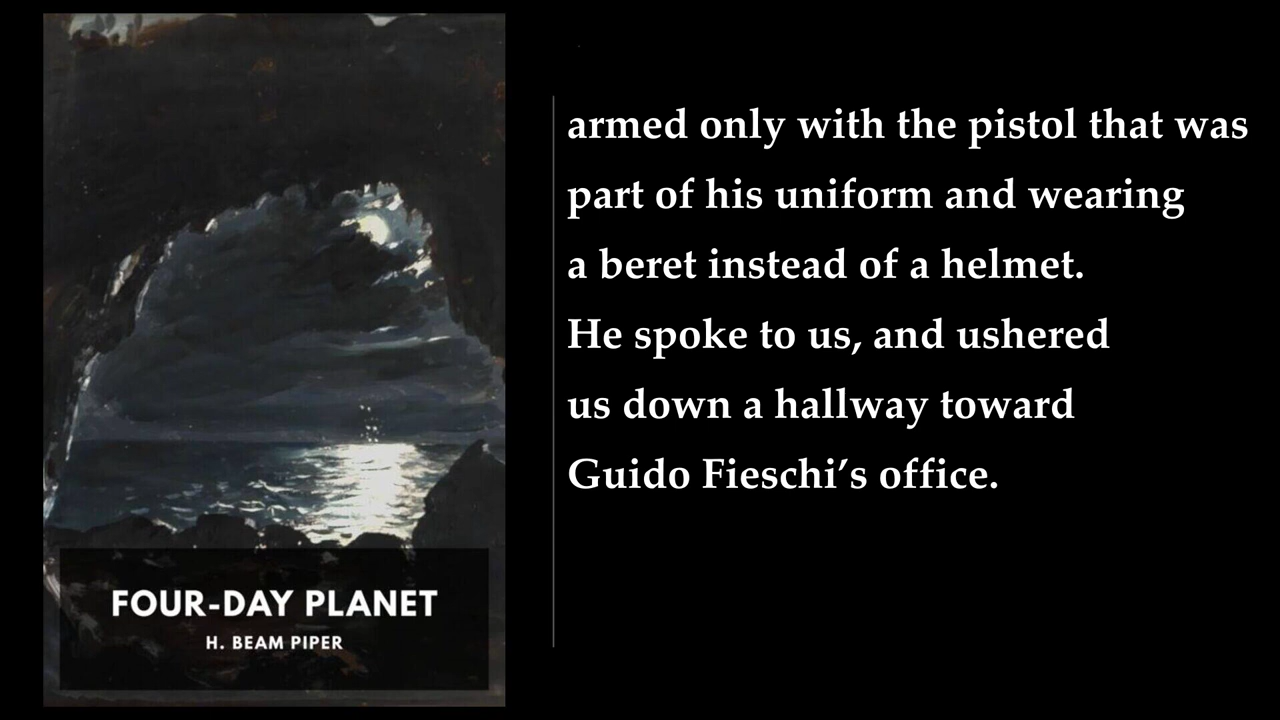 armed only with the pistol that was
part of his uniform and wearing
a beret instead of a helmet.
He spoke to us, and ushered
us down a hallway toward
Guido Fieschi’s office.
FOUR-DAY PLANET
H. BEAM PIPER